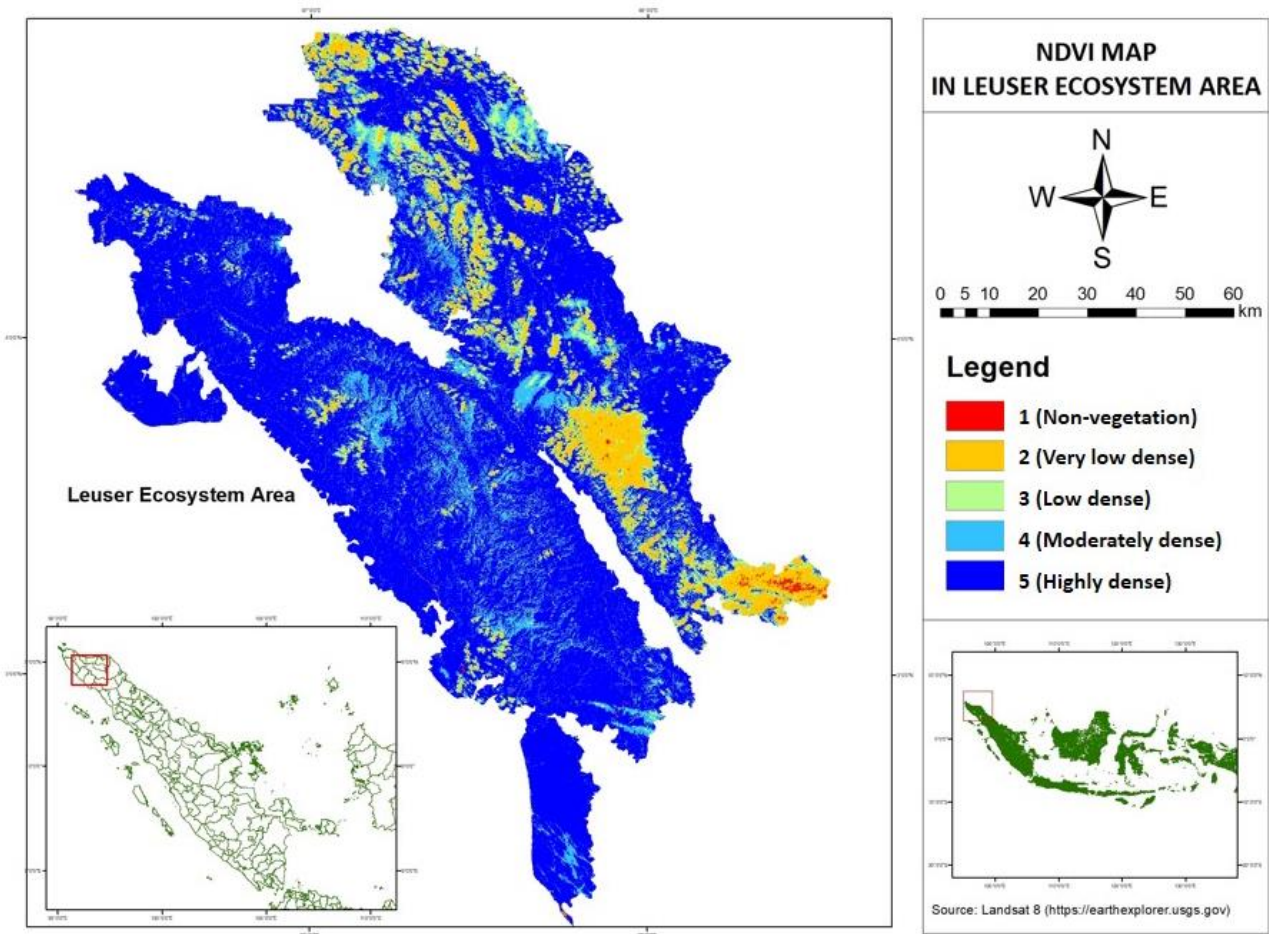 NDVI MAP
IN LEUSER ECOSYSTEM AREA
N
W E
S
0 5 10 20 30 40 50 60
km
Legend
1 (Non-vegetation)
2 (Very low dense)
3 (Low dense)
4 (Moderately dense)
5 (Highly dense)
Leuser Ecosystem Area
Source: Landsat 8 (https://earthexplorer.usgs.gov)